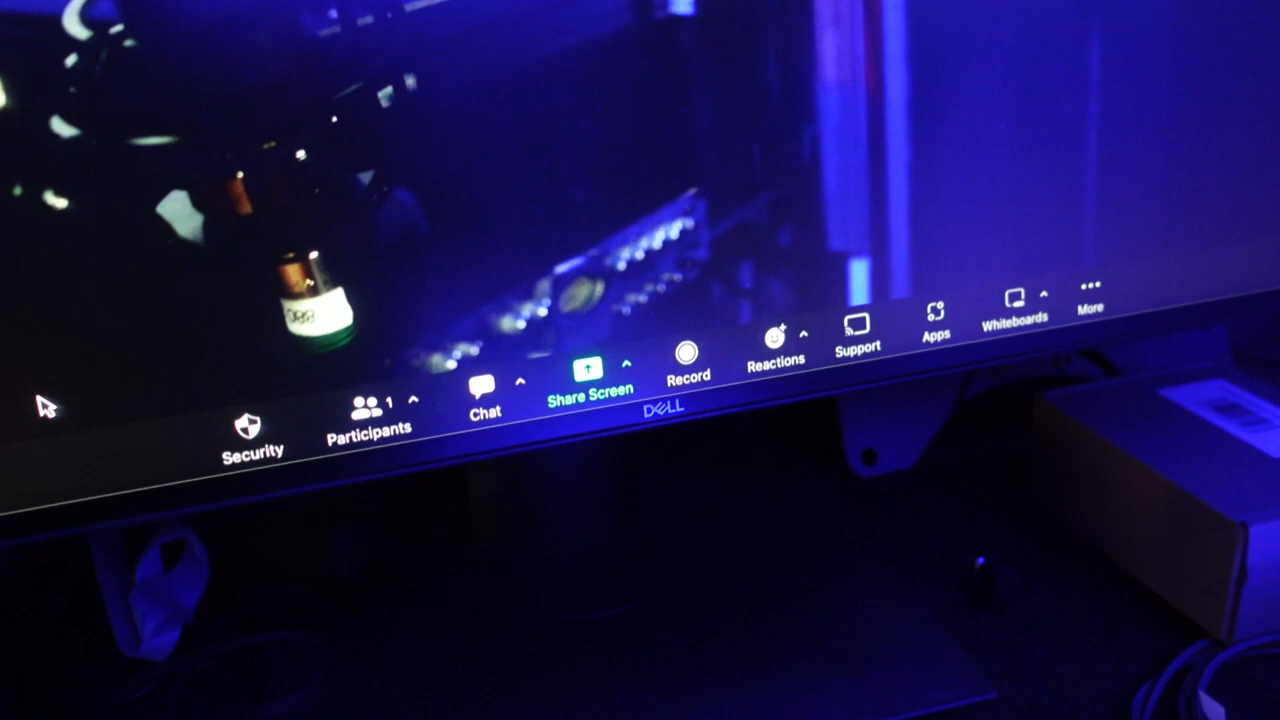 Security
Participants 1
Chat
Share Screen
Record
Reactions
Support
Apps
Whiteboards
More
DELL